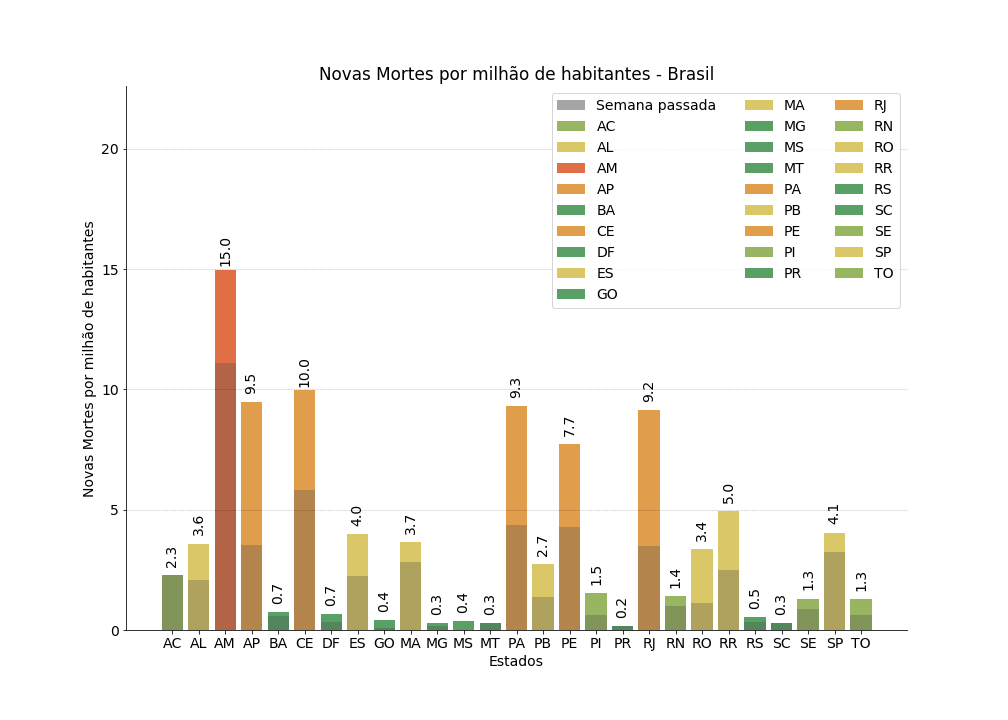 Novas Mortes por milhão de habitantes - Brasil
Semana passada
AC
AL
AM
AP
BA
CE
DF
ES
GO
MA
MG
MS
MT
PA
PB
PE
PI
PR
RJ
RN
RO
RR
RS
SC
SE
SP
TO
Novas Mortes por milhão de habitantes
20
15
10
5
0
2.3
3.6
15.0
9.5
0.7
10.0
0.7
4.0
0.4
3.7
0.3
0.4
0.3
9.3
2.7
7.7
1.5
0.2
9.2
1.4
3.4
5.0
0.5
0.3
1.3
4.1
1.3
AC AL AM AP BA CE DF ES GO MA MG MS MT PA PB PE PI PR RJ RN RO RR RS SC SE SP TO
Estados